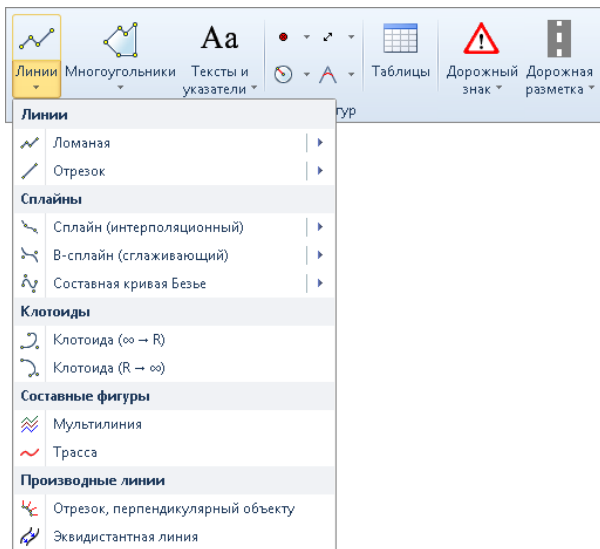 Аа
Линии
Многоугольники
Тексты и указатели
Таблицы
Дорожный знак
Дорожная разметка
Линии
Ломаная
Отрезок
Сплайны
Сплайн (интерполяционный)
В-сплайн (сглаживающий)
Составная кривая Безье
Клотоиды
Клотоида (∞ → R)
Клотоида (R → ∞)
Составные фигуры
Мультилиния
Трасса
Производные линии
Отрезок, перпендикулярный объекту
Эквидистантная линия